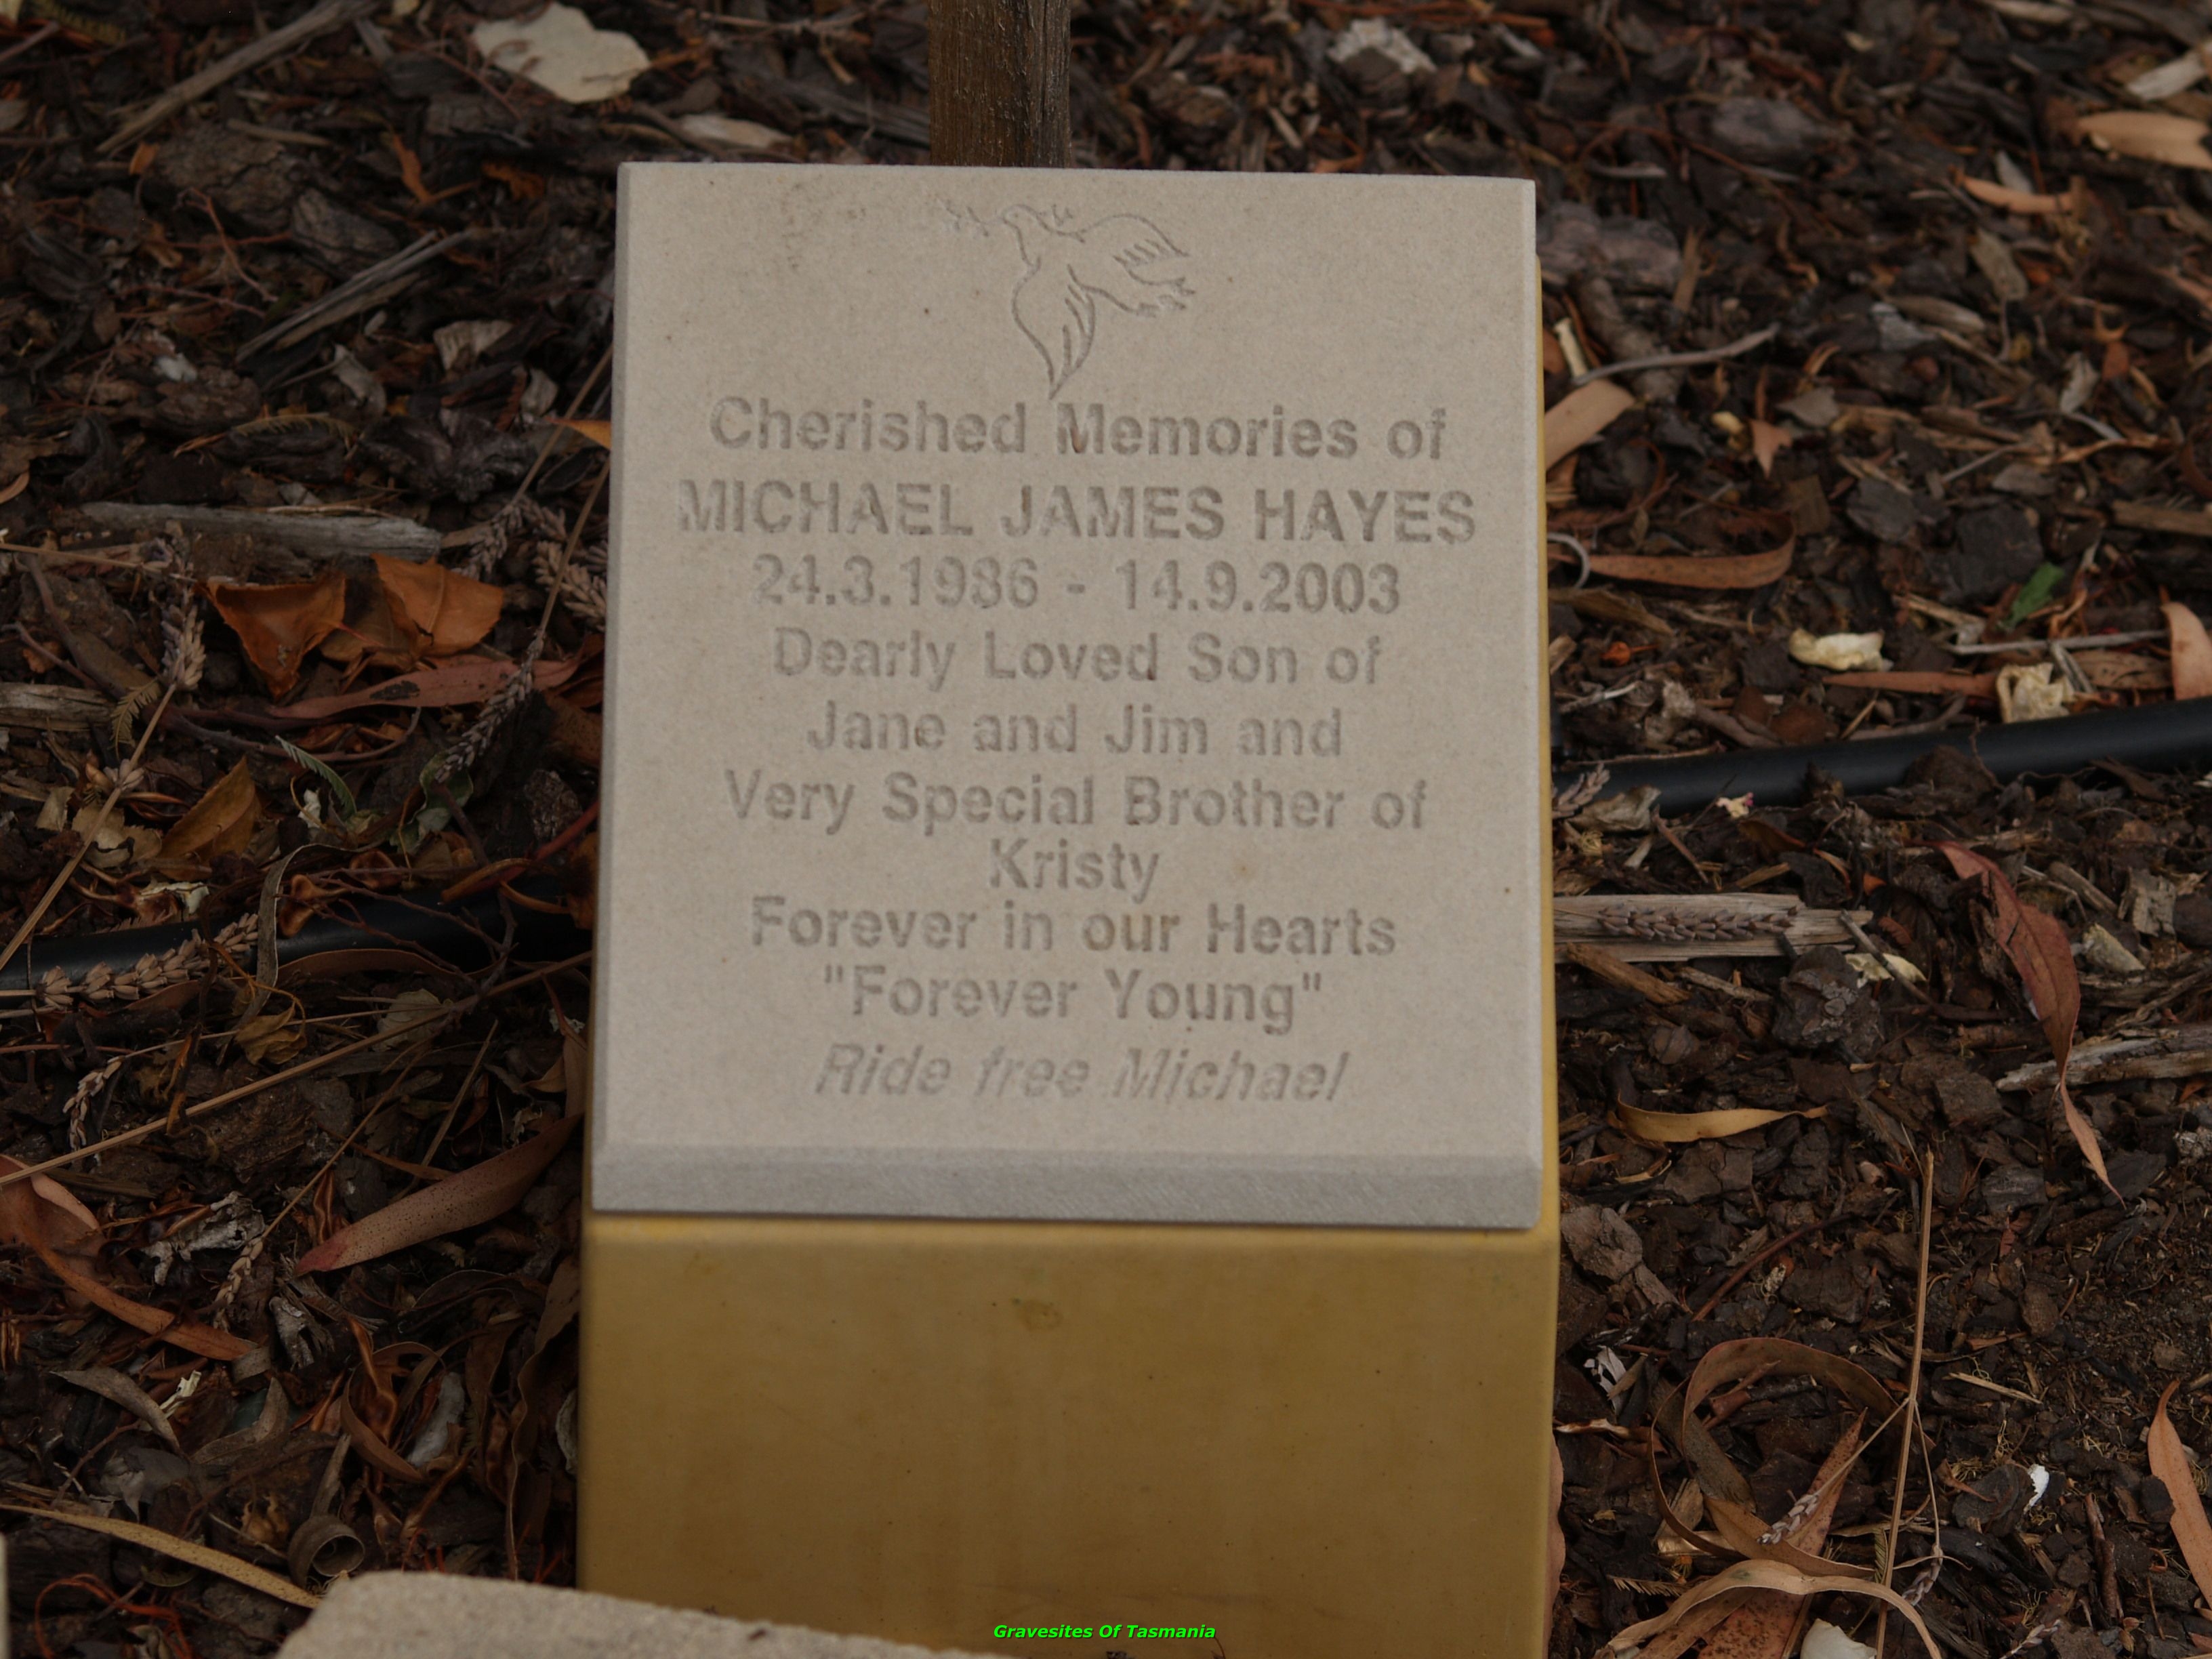 Cherished Memories of
MICHAEL JAMES HAYES
24.3.1986 - 14.9.2003
Dearly Loved Son of
Jane and Jim and
Very Special Brother of
Kristy
Forever in our Hearts
"Forever Young"
Ride free Michael
Gravesites Of Tasmania